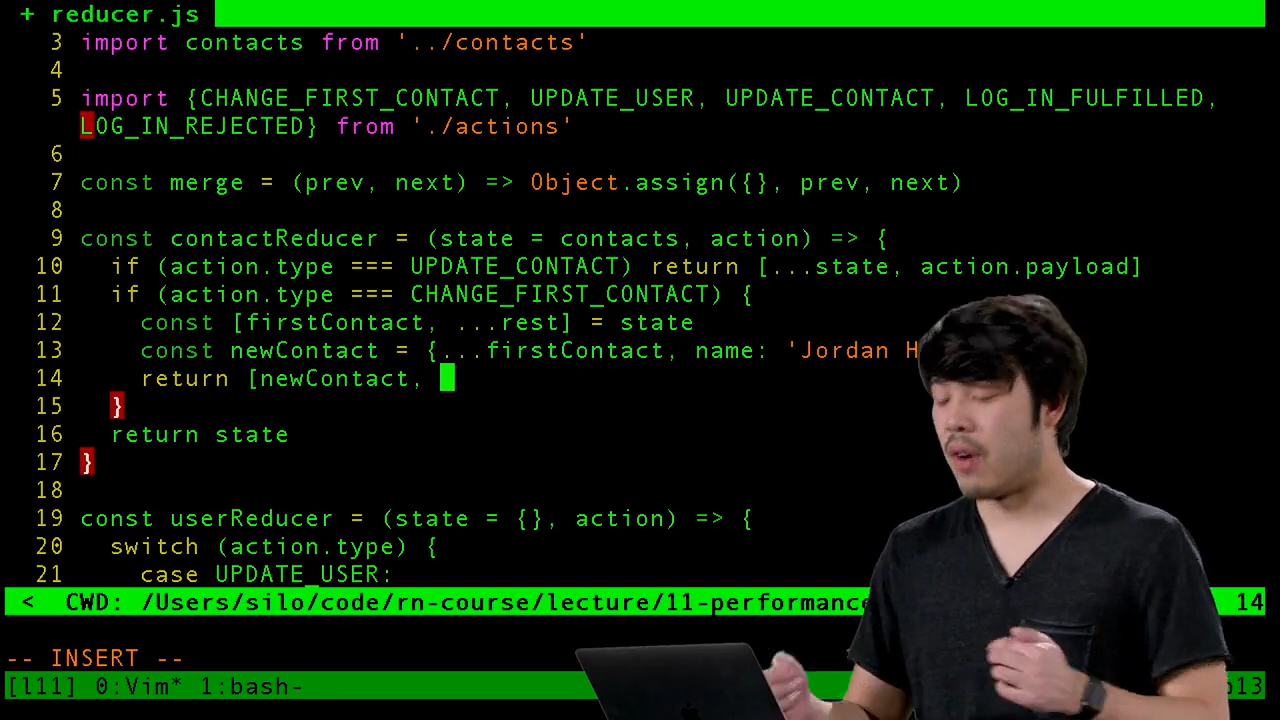 + reducer.js
3 import contacts from '../contacts'
4
5 import {CHANGE_FIRST_CONTACT, UPDATE_USER, UPDATE_CONTACT, LOG_IN_FULFILLED,
LOG_IN_REJECTED} from './actions'
6
7 const merge = (prev, next) => Object.assign({}, prev, next)
8
9 const contactReducer = (state = contacts, action) => {
10 if (action.type === UPDATE_CONTACT) return [...state, action.payload]
11 if (action.type === CHANGE_FIRST_CONTACT) {
12 const [firstContact, ...rest] = state
13 const newContact = {...firstContact, name: 'Jordan H
14 return [newContact,
15 }
16 return state
17 }
18
19 const userReducer = (state = {}, action) => {
20 switch (action.type) {
21 case UPDATE_USER:
< CWD: /Users/silo/code/rn-course/lecture/11-performance 14
-- INSERT --
[l11] 0:Vim* 1:bash- 13